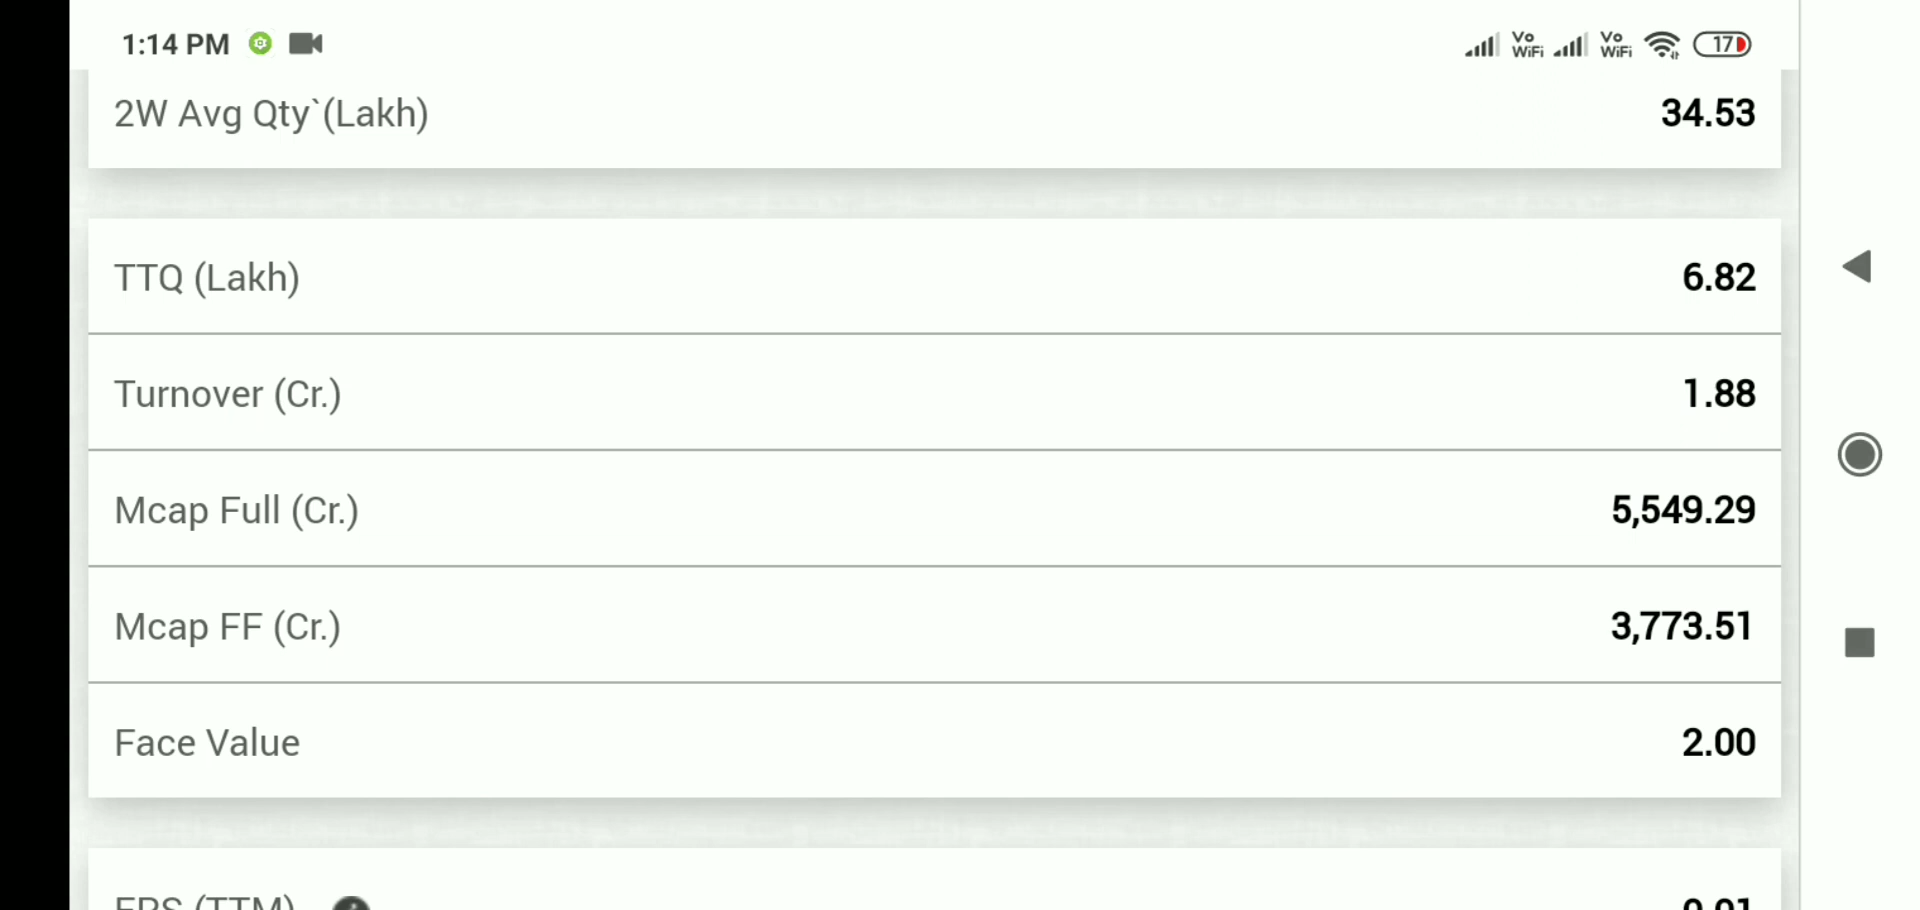 1:14 PM Vo WiFi Vo WiFi 17
2W Avg Qty`(Lakh) 34.53
TTQ (Lakh) 6.82
Turnover (Cr.) 1.88
Mcap Full (Cr.) 5,549.29
Mcap FF (Cr.) 3,773.51
Face Value 2.00
EPS (TTM)